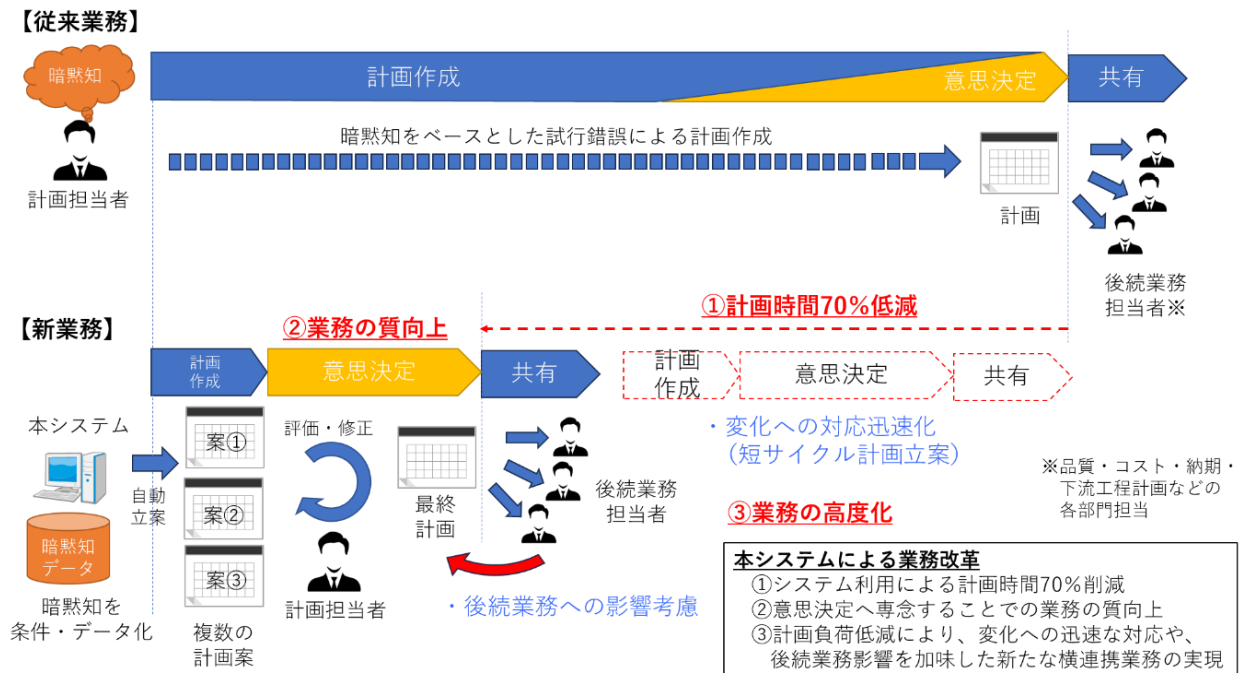 【従来業務】
暗黙知
計画作成
意思決定
共有
暗黙知をベースとした試行錯誤による計画作成
計画担当者
計画
後続業務
担当者※
①計画時間70%低減
【新業務】
②業務の質向上
計画
作成
意思決定
共有
計画
作成
意思決定
共有
本システム
案①
評価・修正
・変化への対応迅速化
(短サイクル計画立案)
自動
立案
案②
最終
計画
後続業務
担当者
※品質・コスト・納期・
下流工程計画などの
各部門担当
③業務の高度化
暗黙知
データ
案③
計画担当者
・後続業務への影響考慮
暗黙知を
条件・データ化
複数の
計画案
本システムによる業務改革
①システム利用による計画時間70%削減
②意思決定へ専念することでの業務の質向上
③計画負荷低減により、変化への迅速な対応や、
後続業務影響を加味した新たな横連携業務の実現